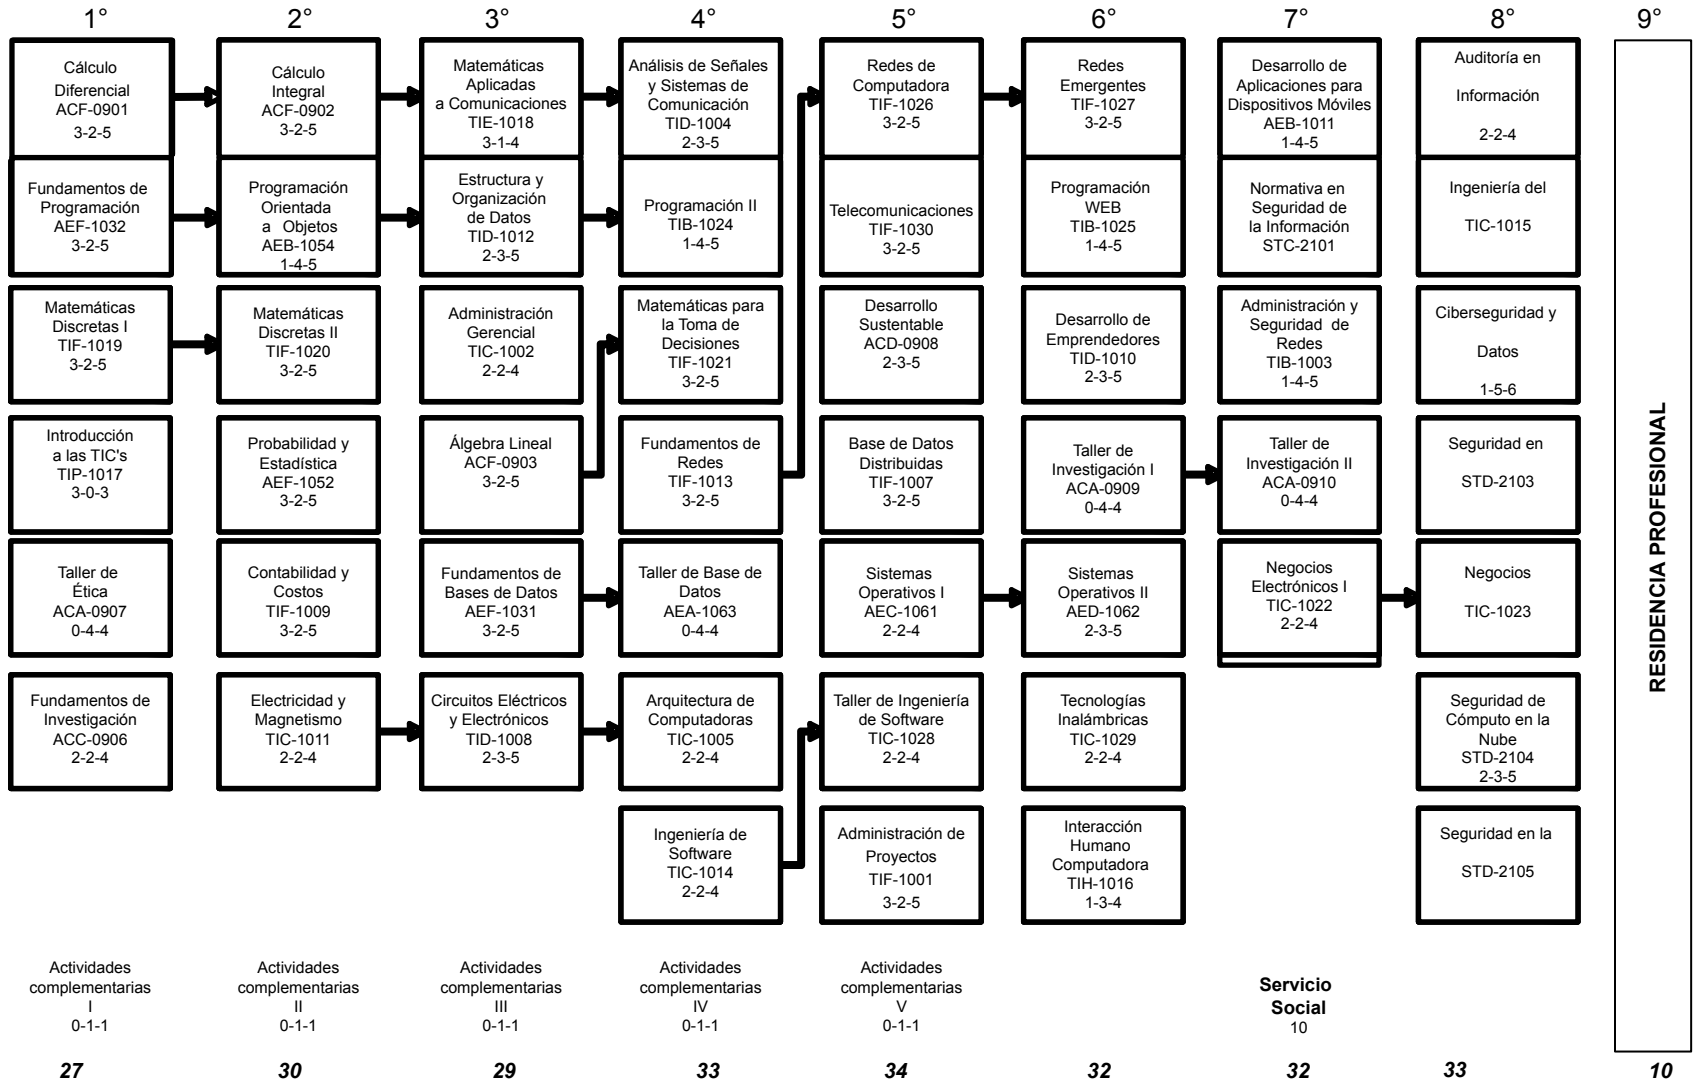 1°
2°
3°
4°
5°
6°
7°
8°
9°
Cálculo
Diferencial
ACF-0901
3-2-5
Cálculo
Integral
ACF-0902
3-2-5
Matemáticas
Aplicadas
a Comunicaciones
TIE-1018
3-1-4
Análisis de Señales
y Sistemas de
Comunicación
TID-1004
2-3-5
Redes de
Computadora
TIF-1026
3-2-5
Redes
Emergentes
TIF-1027
3-2-5
Desarrollo de
Aplicaciones para
Dispositivos Móviles
AEB-1011
1-4-5
Auditoría en
Información
2-2-4
Fundamentos de
Programación
AEF-1032
3-2-5
Programación
Orientada
a Objetos
AEB-1054
1-4-5
Estructura y
Organización
de Datos
TID-1012
2-3-5
Programación II
TIB-1024
1-4-5
Telecomunicaciones
TIF-1030
3-2-5
Programación
WEB
TIB-1025
1-4-5
Normativa en
Seguridad de
la Información
STC-2101
Ingeniería del
TIC-1015
Matemáticas
Discretas I
TIF-1019
3-2-5
Matemáticas
Discretas II
TIF-1020
3-2-5
Administración
Gerencial
TIC-1002
2-2-4
Matemáticas para
la Toma de
Decisiones
TIF-1021
3-2-5
Desarrollo
Sustentable
ACD-0908
2-3-5
Desarrollo de
Emprendedores
TID-1010
2-3-5
Administración y
Seguridad de
Redes
TIB-1003
1-4-5
Ciberseguridad y
Datos
1-5-6
Introducción
a las TIC's
TIP-1017
3-0-3
Probabilidad y
Estadística
AEF-1052
3-2-5
Álgebra Lineal
ACF-0903
3-2-5
Fundamentos de
Redes
TIF-1013
3-2-5
Base de Datos
Distribuidas
TIF-1007
3-2-5
Taller de
Investigación I
ACA-0909
0-4-4
Taller de
Investigación II
ACA-0910
0-4-4
Seguridad en
STD-2103
Taller de
Ética
ACA-0907
0-4-4
Contabilidad y
Costos
TIF-1009
3-2-5
Fundamentos de
Bases de Datos
AEF-1031
3-2-5
Taller de Base de
Datos
AEA-1063
0-4-4
Sistemas
Operativos I
AEC-1061
2-2-4
Sistemas
Operativos II
AED-1062
2-3-5
Negocios
Electrónicos I
TIC-1022
2-2-4
Negocios
TIC-1023
Fundamentos de
Investigación
ACC-0906
2-2-4
Electricidad y
Magnetismo
TIC-1011
2-2-4
Circuitos Eléctricos
y Electrónicos
TID-1008
2-3-5
Arquitectura de
Computadoras
TIC-1005
2-2-4
Taller de Ingeniería
de Software
TIC-1028
2-2-4
Tecnologías
Inalámbricas
TIC-1029
2-2-4
Seguridad de
Cómputo en la
Nube
STD-2104
2-3-5
Ingeniería de
Software
TIC-1014
2-2-4
Administración de
Proyectos
TIF-1001
3-2-5
Interacción
Humano
Computadora
TIH-1016
1-3-4
Seguridad en la
STD-2105
RESIDENCIA PROFESIONAL
Actividades
complementarias
I
0-1-1
Actividades
complementarias
II
0-1-1
Actividades
complementarias
III
0-1-1
Actividades
complementarias
IV
0-1-1
Actividades
complementarias
V
0-1-1
Servicio
Social
10
27
30
29
33
34
32
32
33
10